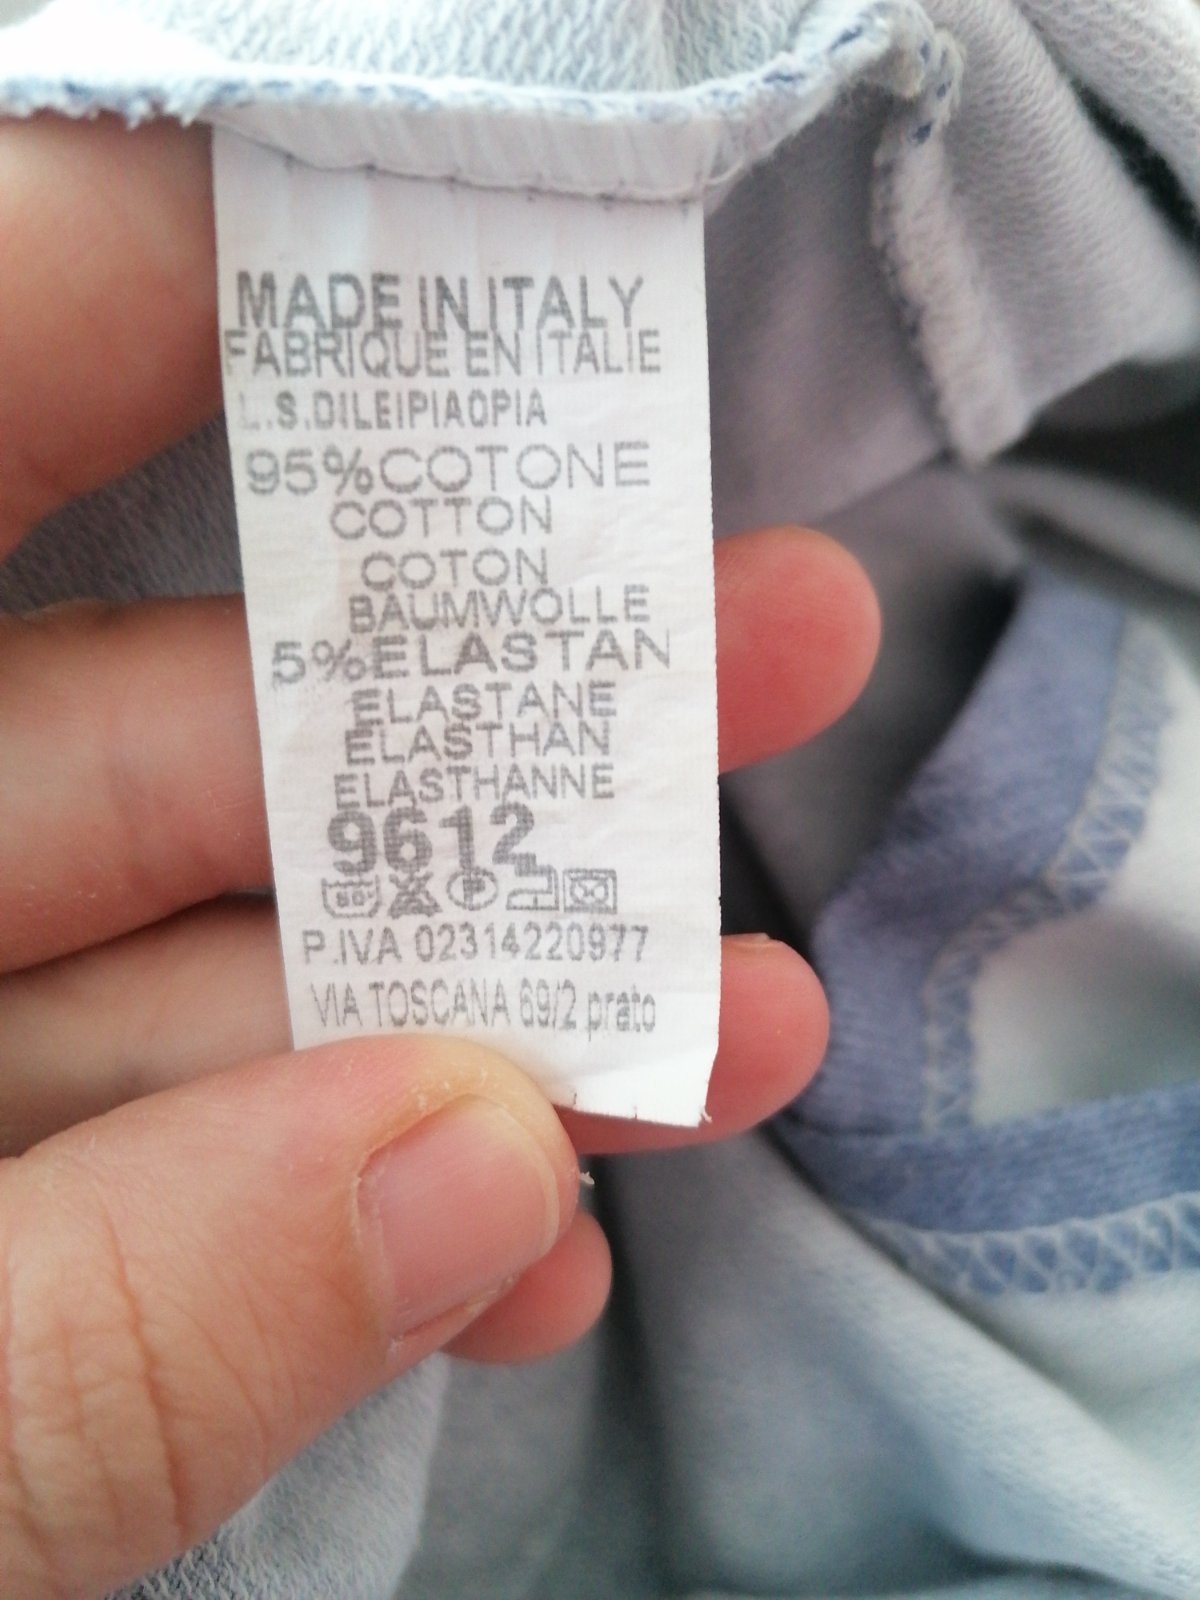 MADE IN ITALY
FABRIQUE EN ITALIE
L.S.DILEIPIAOPIA
95%COTONE
COTTON
COTON
BAUMWOLLE
5%ELASTAN
ELASTANE
ELASTHAN
ELASTHANNE
9612
P
P.IVA 02314220977
VIA TOSCANA 69/2 prato